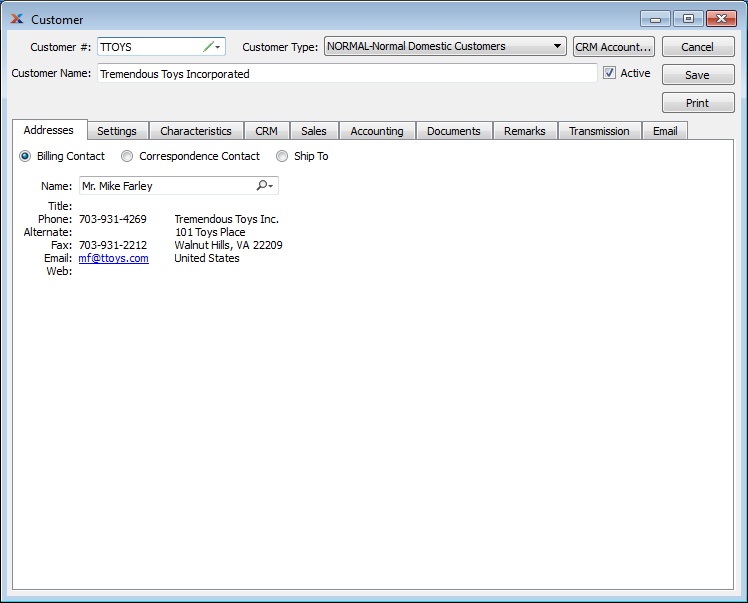 Customer
Customer #: TTOYS Customer Type: NORMAL-Normal Domestic Customers CRM Account... Cancel
Customer Name: Tremendous Toys Incorporated Active Save
Print
Addresses Settings Characteristics CRM Sales Accounting Documents Remarks Transmission Email
Billing Contact Correspondence Contact Ship To
Name: Mr. Mike Farley
Title:
Phone: 703-931-4269 Tremendous Toys Inc.
Alternate: 101 Toys Place
Fax: 703-931-2212 Walnut Hills, VA 22209
Email: mf@ttoys.com United States
Web: